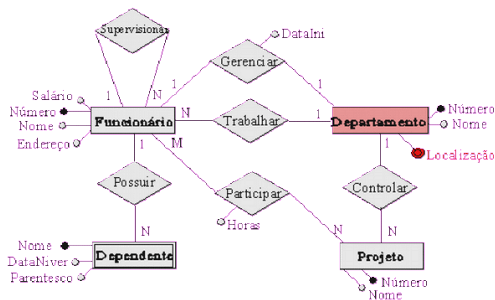 Supervisionar
DataIni
Gerenciar
1
N
1
1
Salário
Número
Nome
Endereço
Funcionário
N
Trabalhar
1
Departamento
Número
Nome
Localização
1
M
1
Possuir
Participar
Horas
Controlar
N
N
N
Nome
DataNiver
Parentesco
Dependente
Projeto
Número
Nome